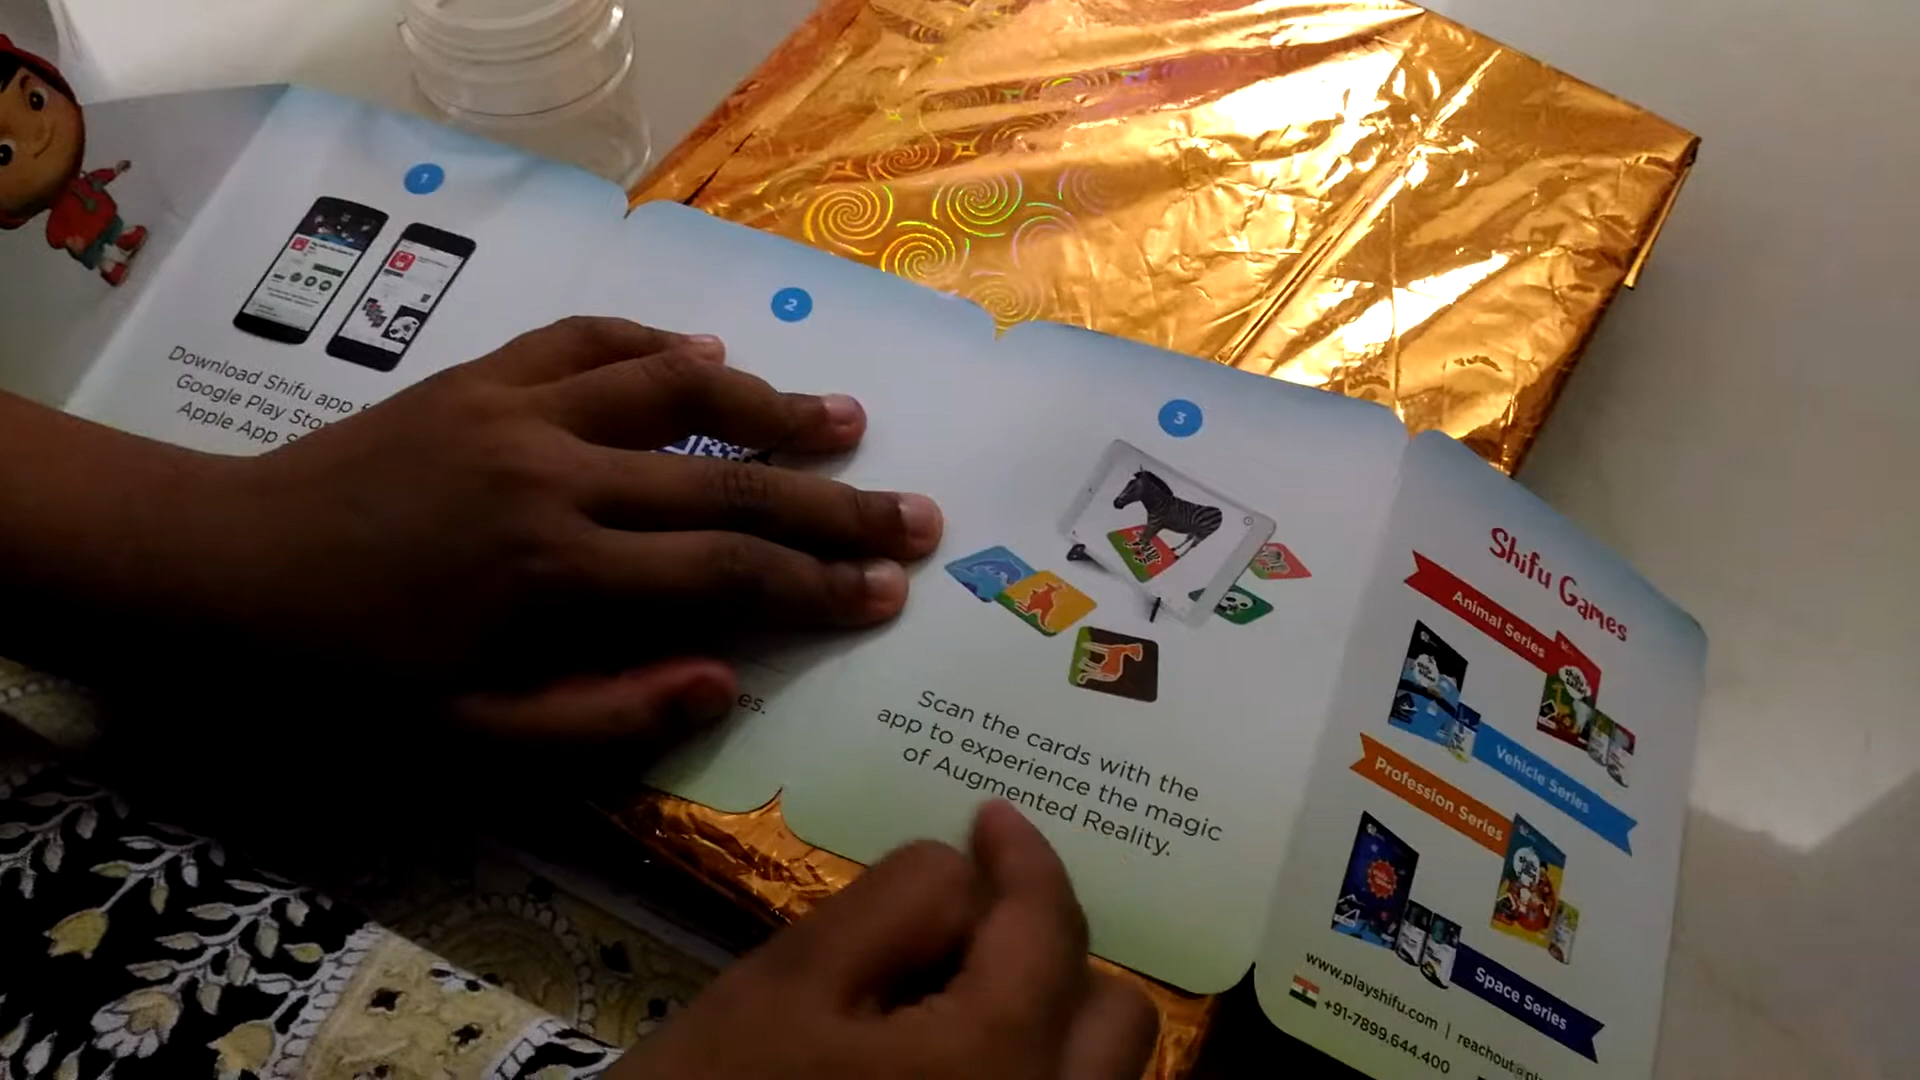 1
Download Shifu app
Google Play
Apple App
2
es.
3
Scan the cards with the
app to experience the magic
of Augmented Reality.
Shifu Games
Animal Series
Vehicle Series
Profession Series
Space Series
www.playshifu.com | reachout@
+91-7899.644.400